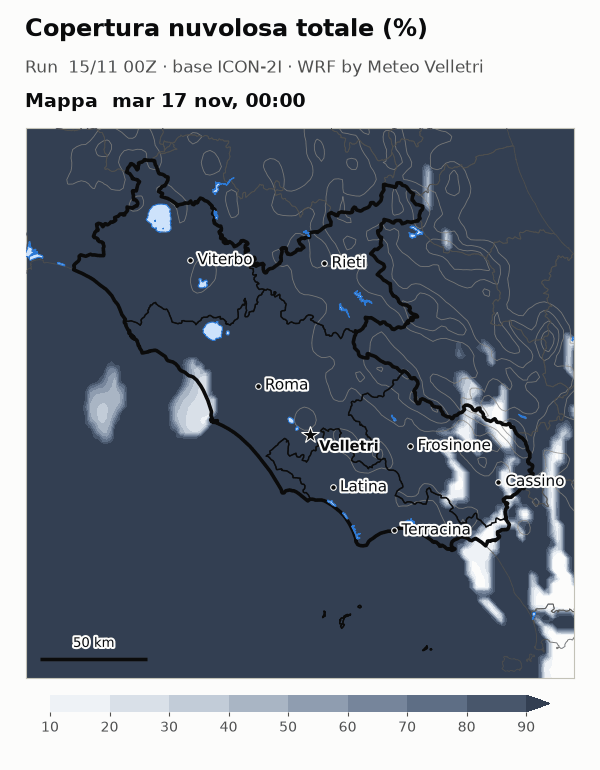 Copertura nuvolosa totale (%)
Run 15/11 00Z · base ICON-2I · WRF by Meteo Velletri
Mappa mar 17 nov, 00:00
Viterbo
Rieti
Roma
Velletri
Frosinone
Latina
Cassino
Terracina
50 km
10 20 30 40 50 60 70 80 90